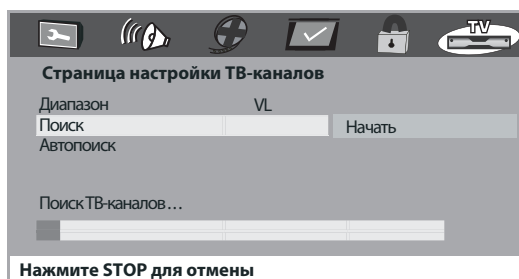 TV
Страница настройки ТВ-каналов
Диапазон VL
Поиск Начать
Автопоиск
Поиск ТВ-каналов...
Нажмите STOP для отмены